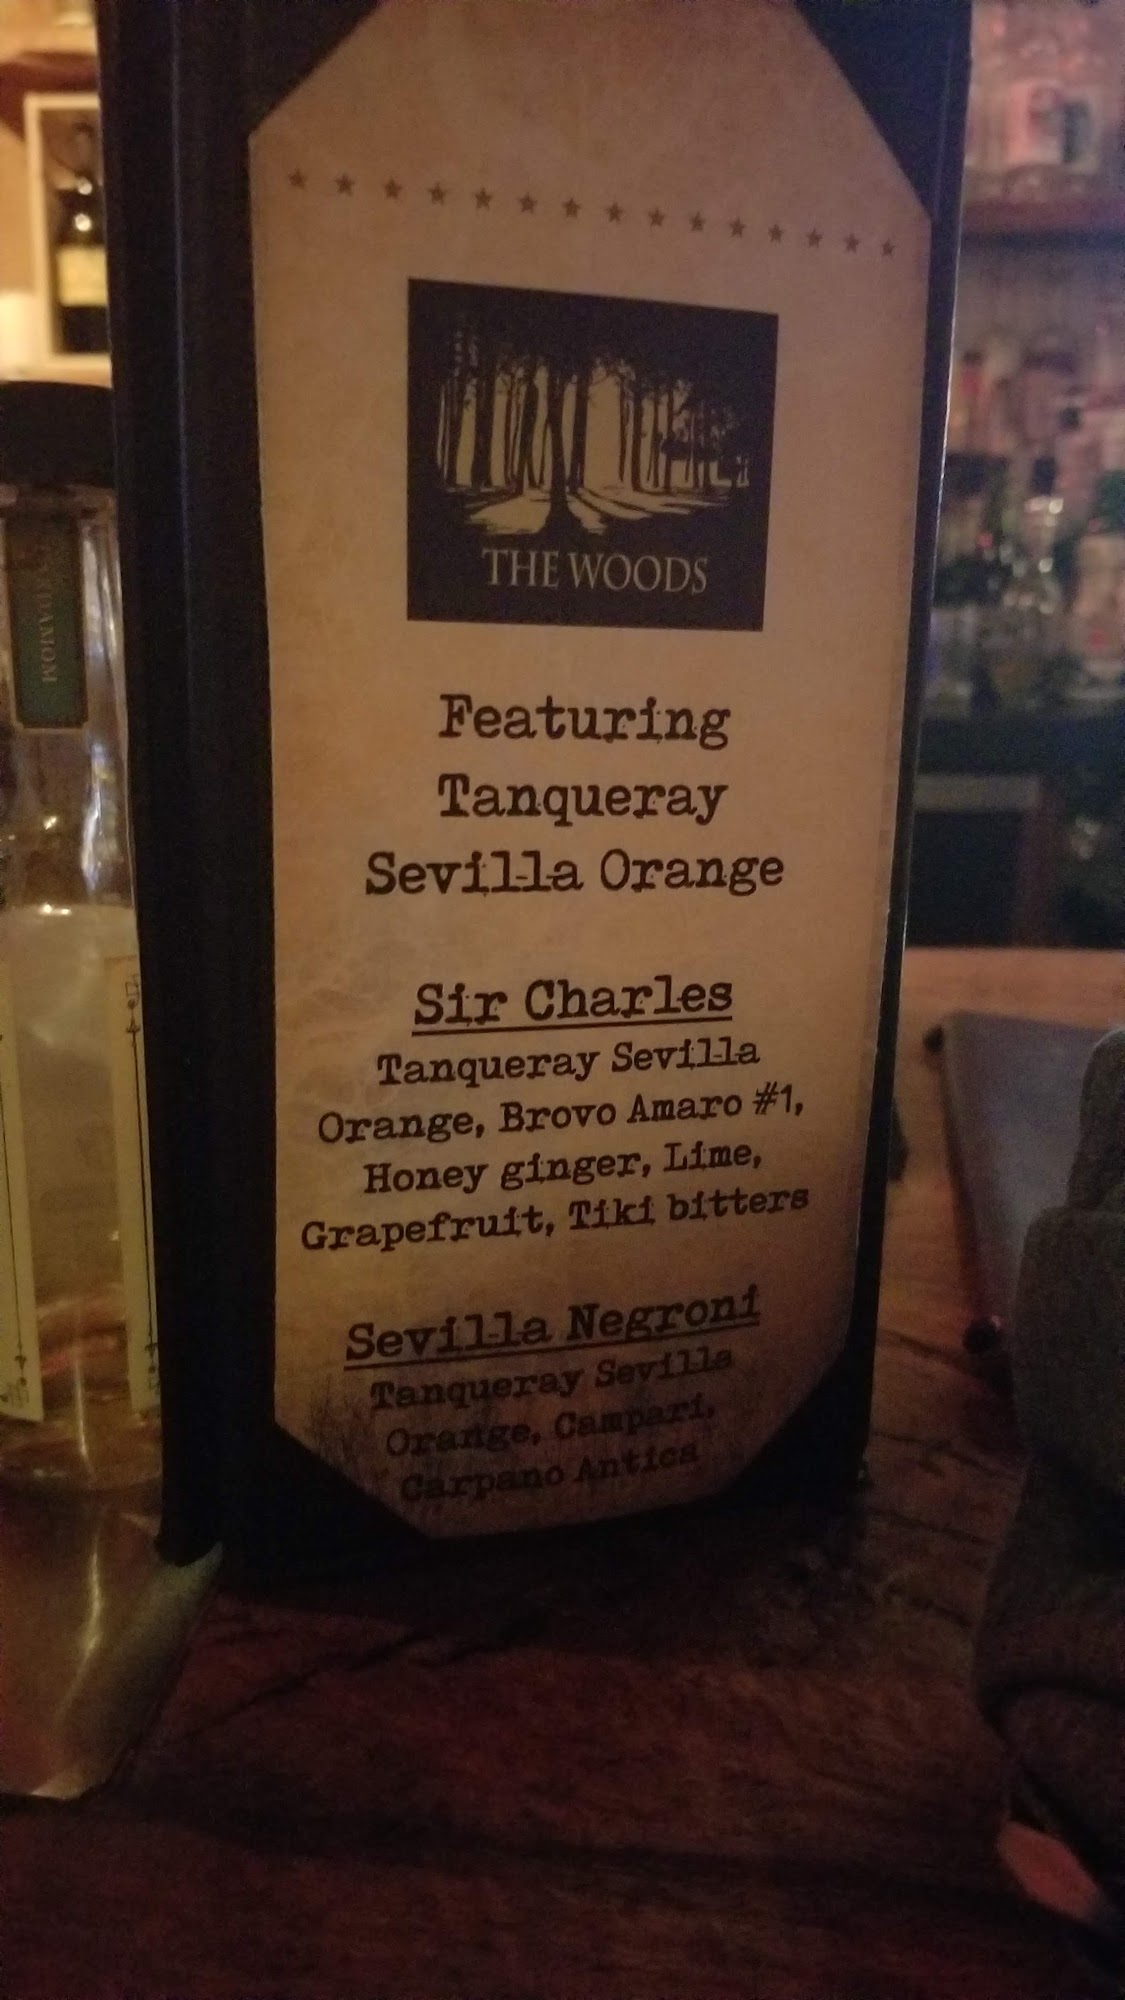 THE WOODS
Featuring
Tanqueray
Sevilla Orange
Sir Charles
Tanqueray Sevilla
Orange, Brovo Amaro #1,
Honey ginger, Lime,
Grapefruit, Tiki bitters
Sevilla Negroni
Tanqueray Sevilla
Orange, Campari,
Carpano Antica